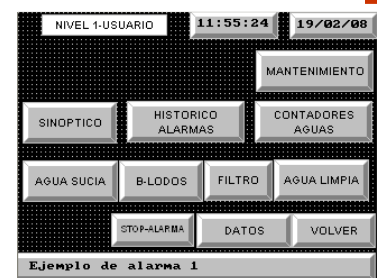 NIVEL 1-USUARIO 11:55:24 19/02/08
MANTENIMIENTO
SINOPTICO HISTORICO ALARMAS CONTADORES AGUAS
AGUA SUCIA B-LODOS FILTRO AGUA LIMPIA
STOP-ALARMA DATOS VOLVER
Ejemplo de alarma 1